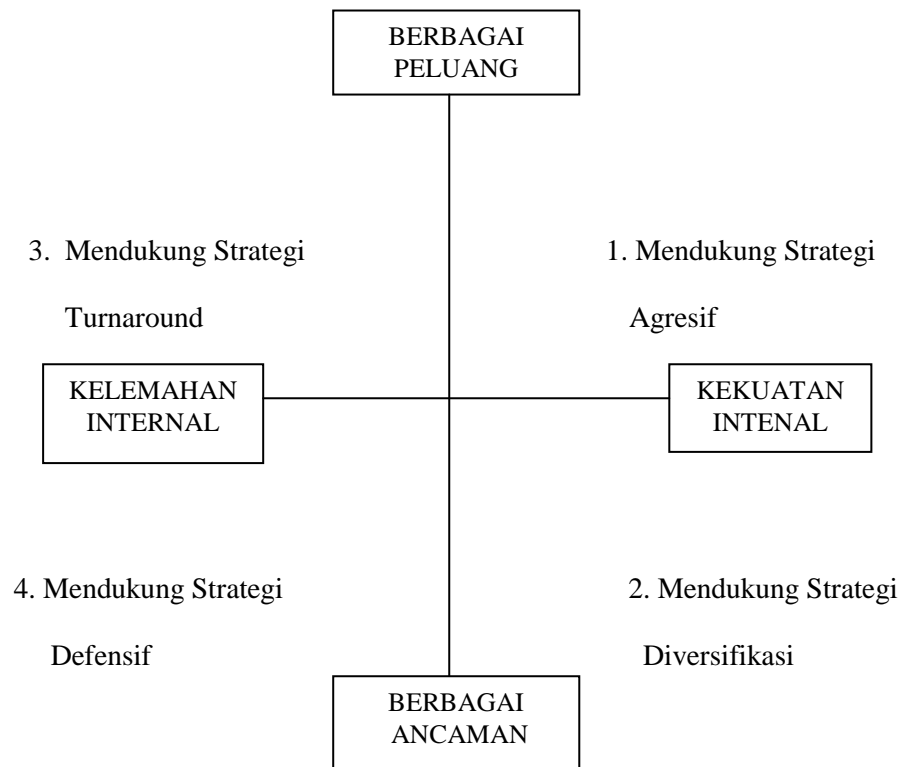 BERBAGAI
PELUANG
3. Mendukung Strategi
Turnaround
1. Mendukung Strategi
Agresif
KELEMAHAN
INTERNAL
KEKUATAN
INTENAL
4. Mendukung Strategi
Defensif
2. Mendukung Strategi
Diversifikasi
BERBAGAI
ANCAMAN